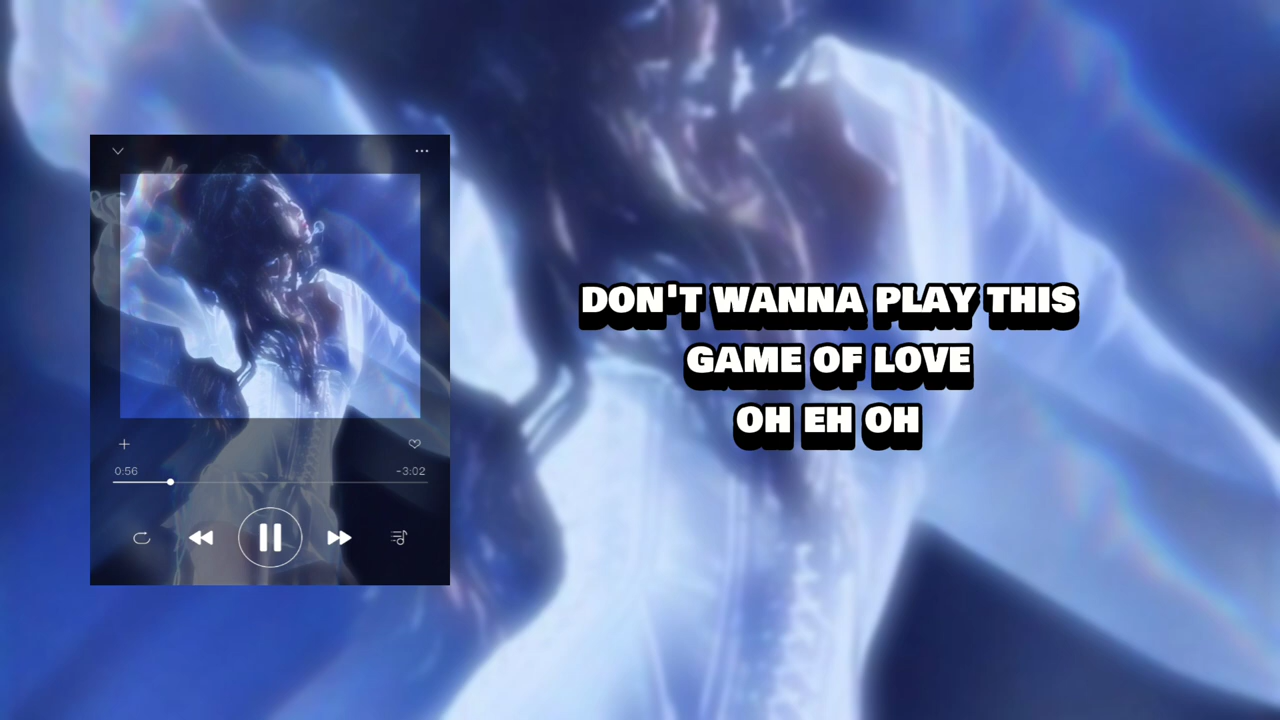 0:56
-3:02
DON'T WANNA PLAY THIS
GAME OF LOVE
OH EH OH